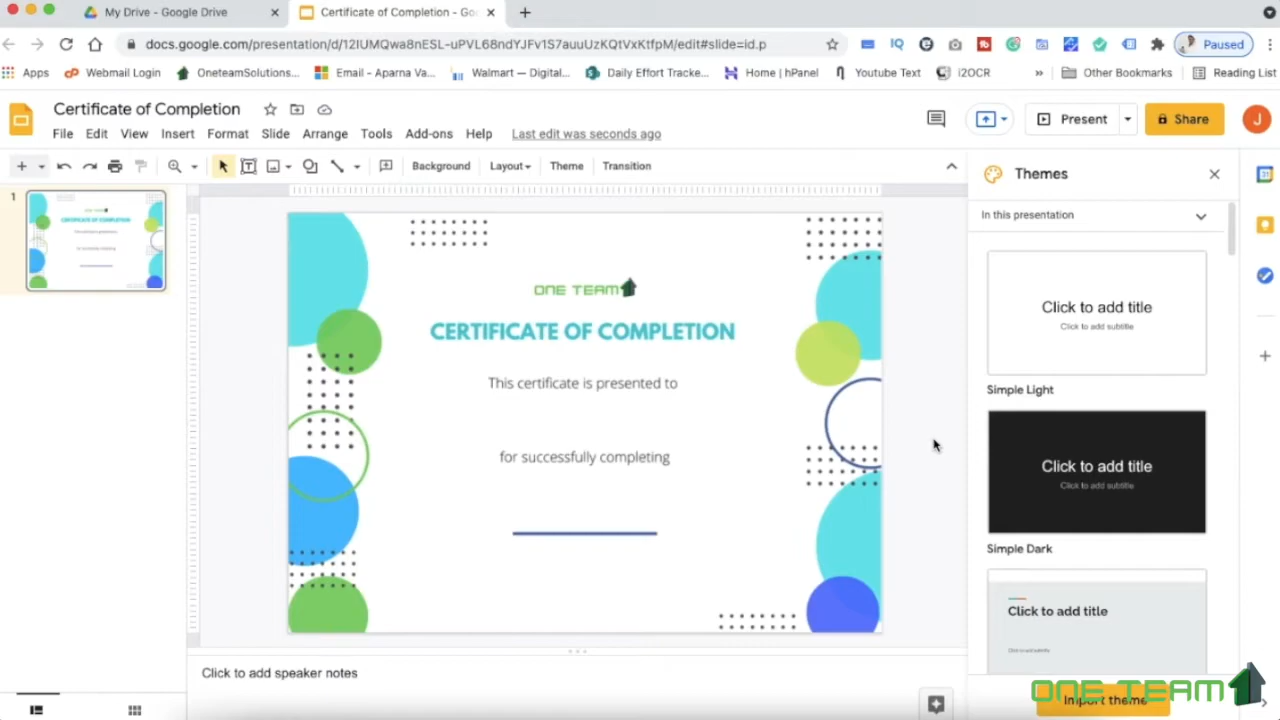 My Drive - Google Drive
Certificate of Completion - Go
docs.google.com/presentation/d/12IUMQwa8nESL-uPVL68ndYJFv1S7auuUzKQtVxKtfpM/edit#slide=id.p
Paused
Apps
Webmail Login
OneteamSolutions...
Email - Aparna Va...
Walmart — Digital...
Daily Effort Tracke...
Home | hPanel
Youtube Text
i2OCR
»
Other Bookmarks
Reading List
Certificate of Completion
File Edit View Insert Format Slide Arrange Tools Add-ons Help Last edit was seconds ago
Present
Share
J
Background Layout Theme Transition
Themes
In this presentation
1
ONE TEAM
CERTIFICATE OF COMPLETION
This certificate is presented to
for successfully completing
Click to add title
Click to add subtitle
Simple Light
Click to add title
Click to add subtitle
Simple Dark
Click to add title
Click to add speaker notes
Import theme
ONE TEAM